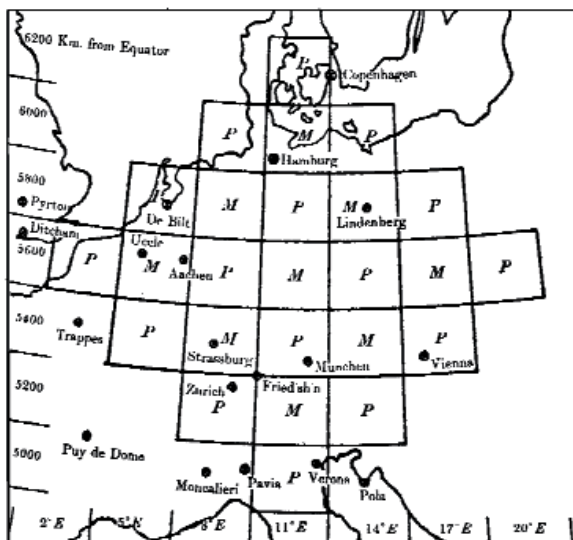 6200 Km. from Equator
P
Copenhagen
6000
P M P
Hamburg
5800
Pyrton
P
De Bilt
M P M
Lindenberg
P
Ditcham
5600
P
Uccle
M
Aachen
P M P M P
5400
Trappes
P
M
Strassburg
P
Munchen
M P
Vienna
5200
Zurich
P
Fried'sh'n
M P
Puy de Dome
5000
Moncalieri
Pavia
P
Verona
Pola
2° E 5° N 8° E 11° E 14° E 17° E 20° E